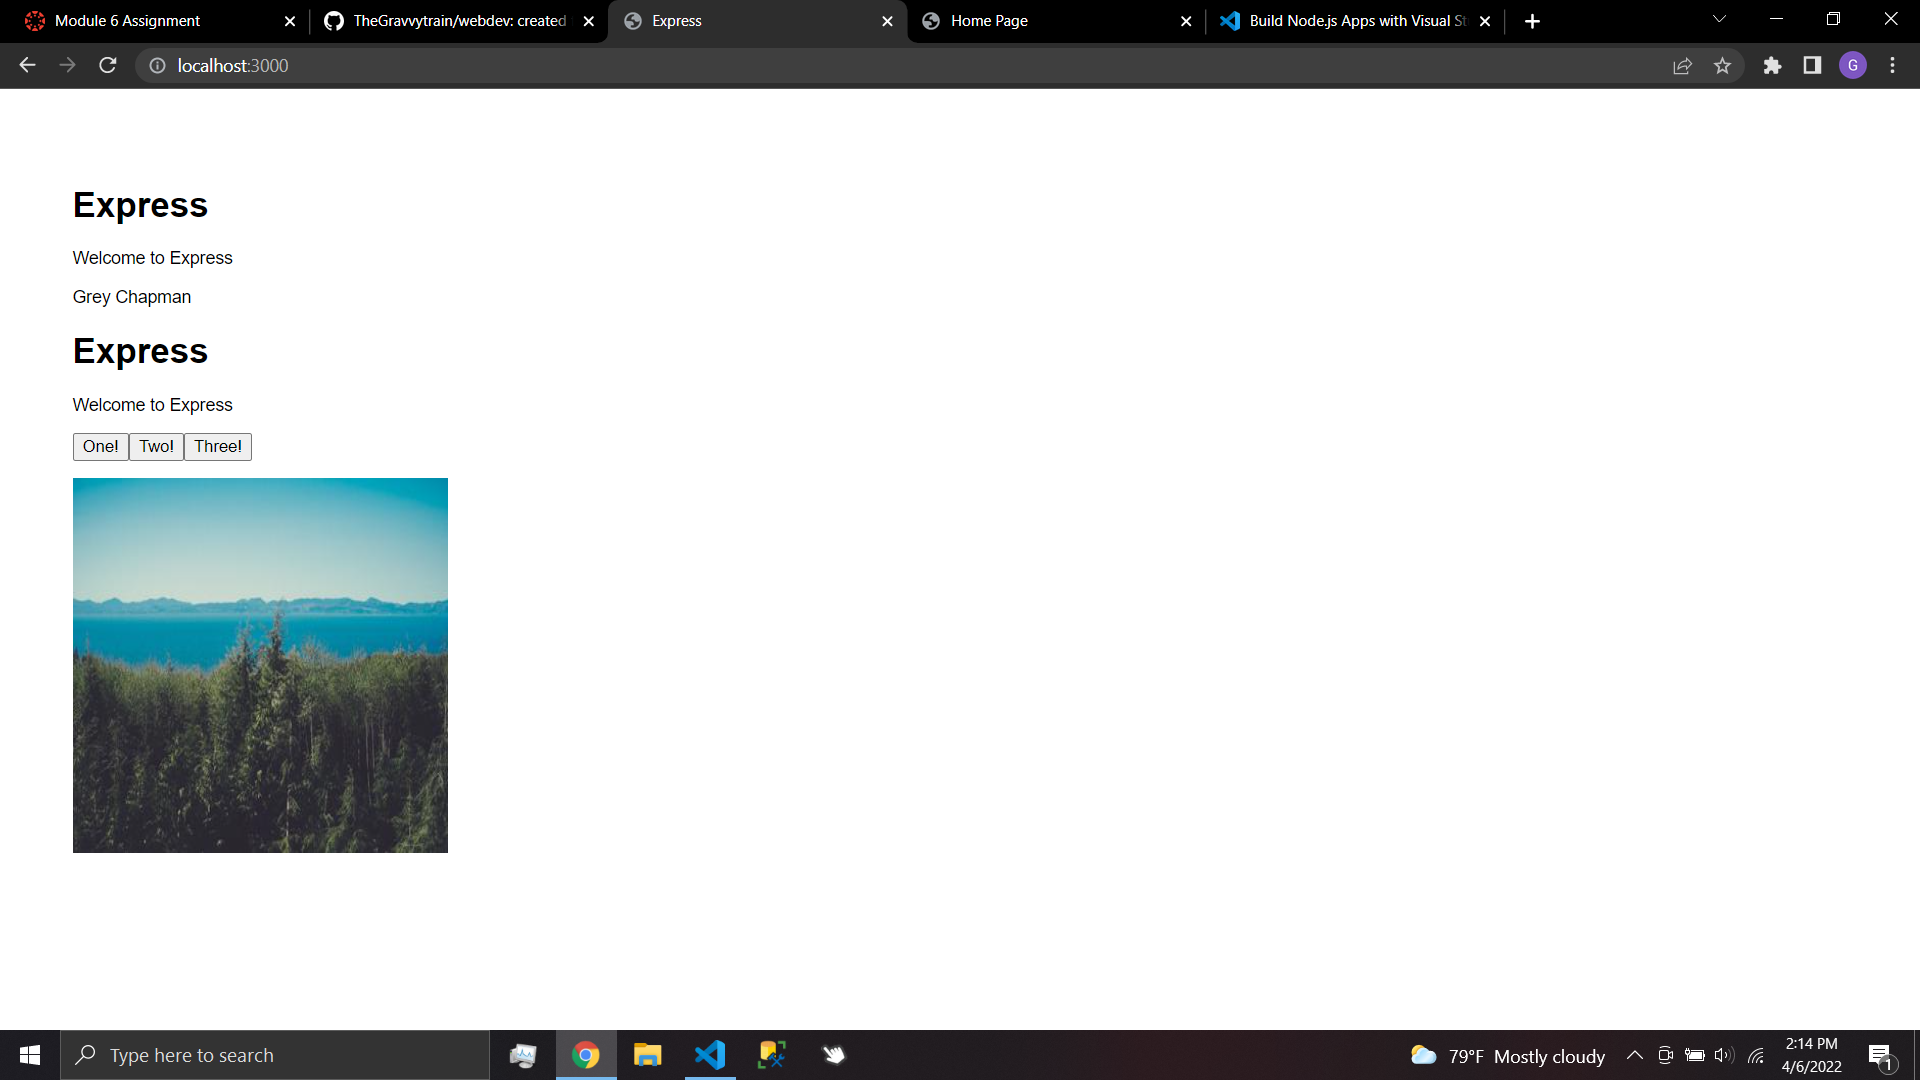 Module 6 Assignment
TheGravvytrain/webdev: created
Express
Home Page
Build Node.js Apps with Visual St
localhost:3000
G
Express
Welcome to Express
Grey Chapman
Express
Welcome to Express
One! Two! Three!
Type here to search
79°F Mostly cloudy
2:14 PM
4/6/2022
1